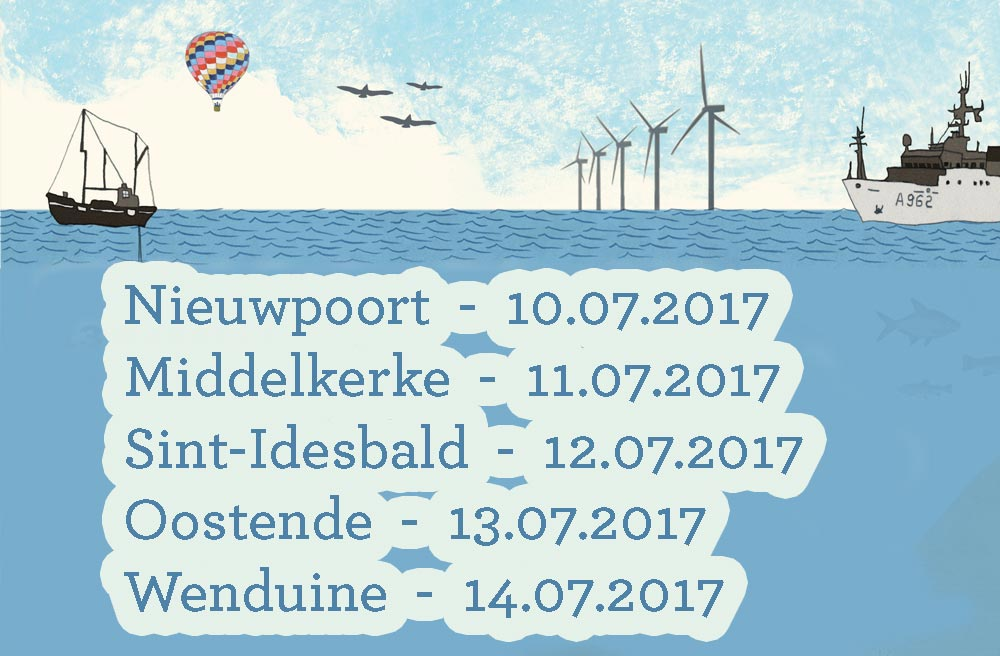 A962
Nieuwpoort - 10.07.2017
Middelkerke - 11.07.2017
Sint-Idesbald - 12.07.2017
Oostende - 13.07.2017
Wenduine - 14.07.2017